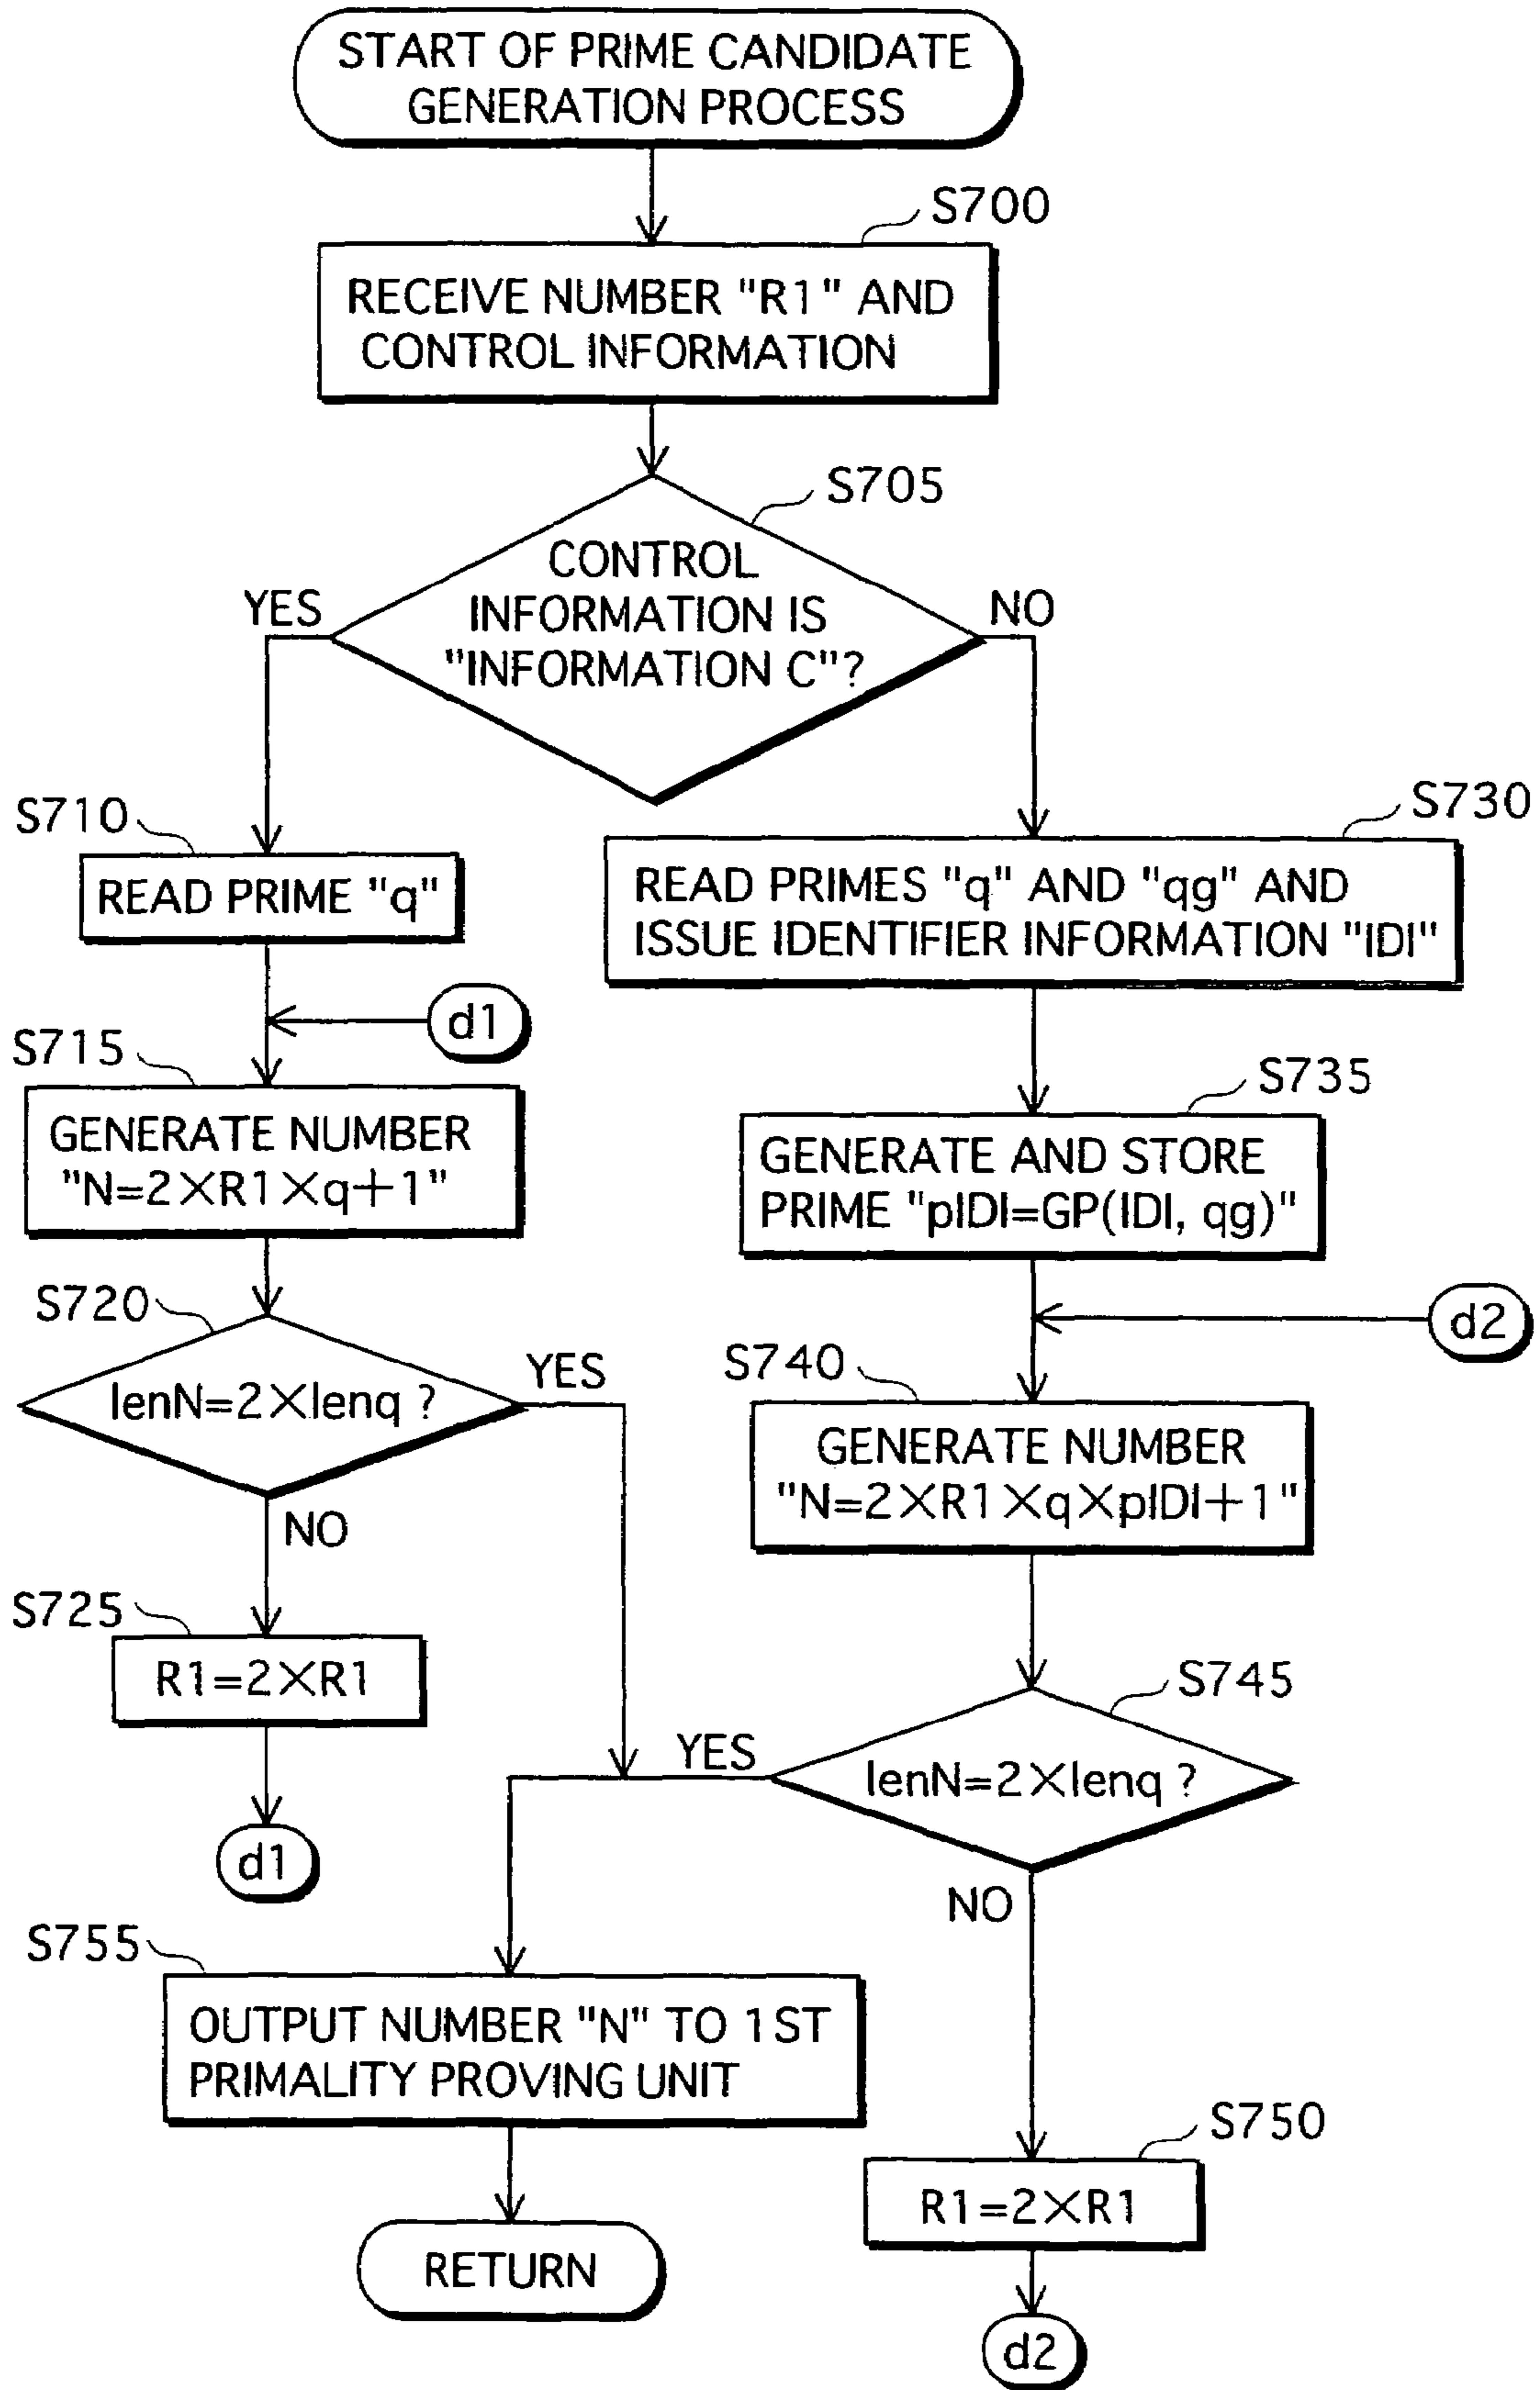 START OF PRIME CANDIDATE
GENERATION PROCESS
S700
RECEIVE NUMBER "R1" AND
CONTROL INFORMATION
S705
CONTROL
INFORMATION IS
"INFORMATION C"?
YES
NO
S710
READ PRIME "q"
S730
READ PRIMES "q" AND "qg" AND
ISSUE IDENTIFIER INFORMATION "IDI"
d1
S715
GENERATE NUMBER
"N=2×R1×q+1"
S735
GENERATE AND STORE
PRIME "pIDI=GP(IDI, qg)"
d2
S720
lenN=2×lenq ?
YES
NO
S740
GENERATE NUMBER
"N=2×R1×q×pIDI+1"
S725
R1=2×R1
d1
S745
lenN=2×lenq ?
YES
NO
S755
OUTPUT NUMBER "N" TO 1ST
PRIMALITY PROVING UNIT
S750
R1=2×R1
RETURN
d2